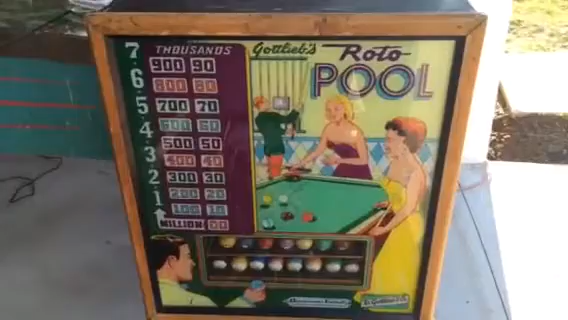 Gottlieb's Roto-
POOL
THOUSANDS
7 900 90
6 800 80
5 700 70
4 600 60
3 500 50
2 400 40
1 300 30
200 20
100 10
MILLION 00